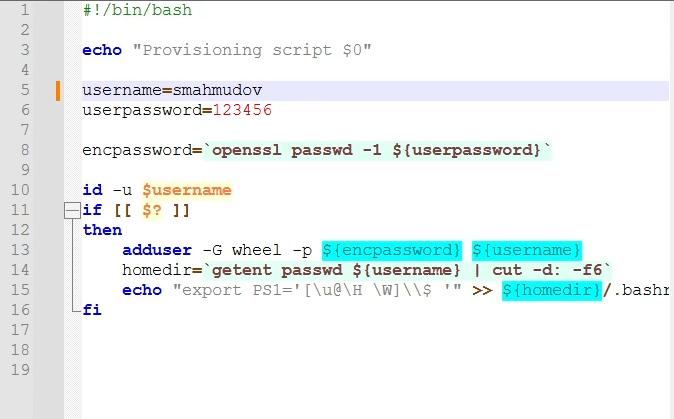 1 #!/bin/bash
2
3 echo "Provisioning script $0"
4
5 username=smahmudov
6 userpassword=123456
7
8 encpassword=`openssl passwd -1 ${userpassword}`
9
10 id -u $username
11 if [[ $? ]]
12 then
13     adduser -G wheel -p ${encpassword} ${username}
14     homedir=`getent passwd ${username} | cut -d: -f6`
15     echo "export PS1='[\u@\H \W]\\$ '" >> ${homedir}/.bashr
16 fi
17
18
19